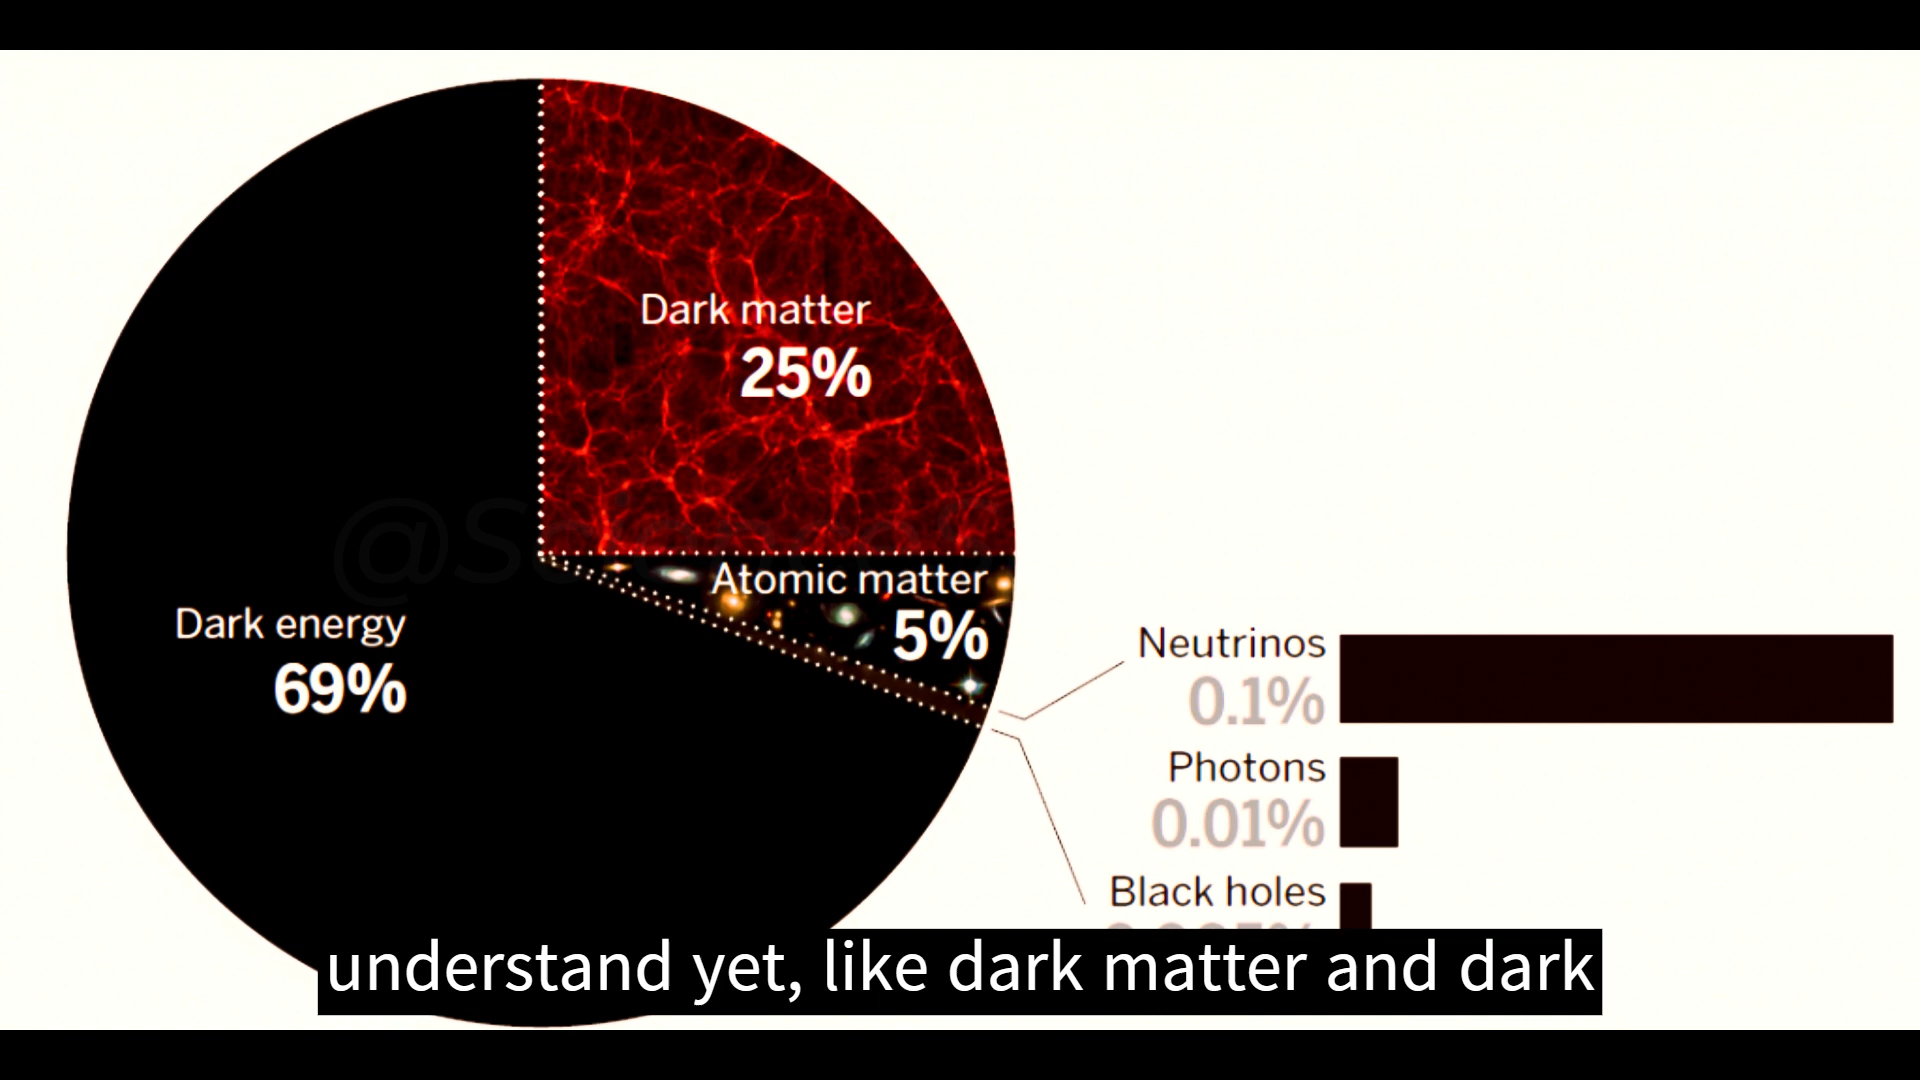 Dark matter
25%
Atomic matter
5%
Dark energy
69%
Neutrinos
0.1%
Photons
0.01%
Black holes
understand yet, like dark matter and dark